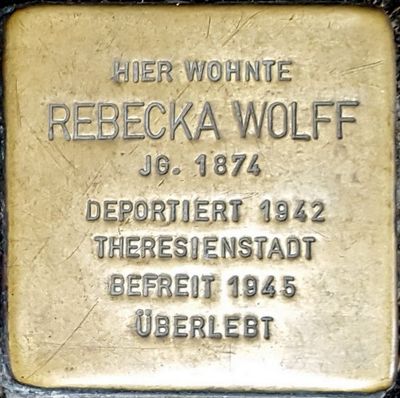 HIER WOHNTE
REBECKA WOLFF
JG. 1874
DEPORTIERT 1942
THERESIENSTADT
BEFREIT 1945
ÜBERLEBT